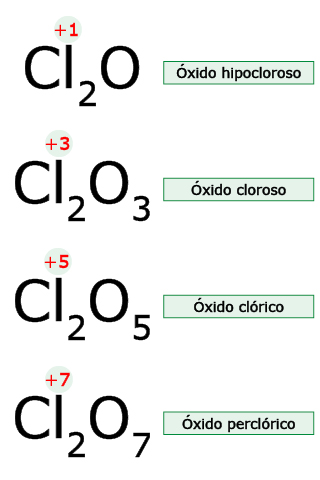 +1
Cl₂O
Óxido hipocloroso
+3
Cl₂O₃
Óxido cloroso
+5
Cl₂O₅
Óxido clórico
+7
Cl₂O₇
Óxido perclórico